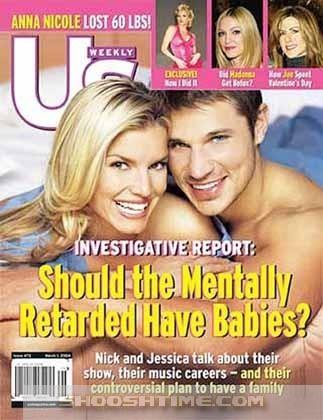 ANNA NICOLE LOST 60 LBS!
Us
WEEKLY
EXCLUSIVE!
How I Did It
Did Madonna
Get Botox?
How Jen Spent
Valentine's Day
INVESTIGATIVE REPORT:
Should the Mentally
Retarded Have Babies?
Nick and Jessica talk about their
show, their music careers – and their
controversial plan to have a family
SHOOSHTIME.COM